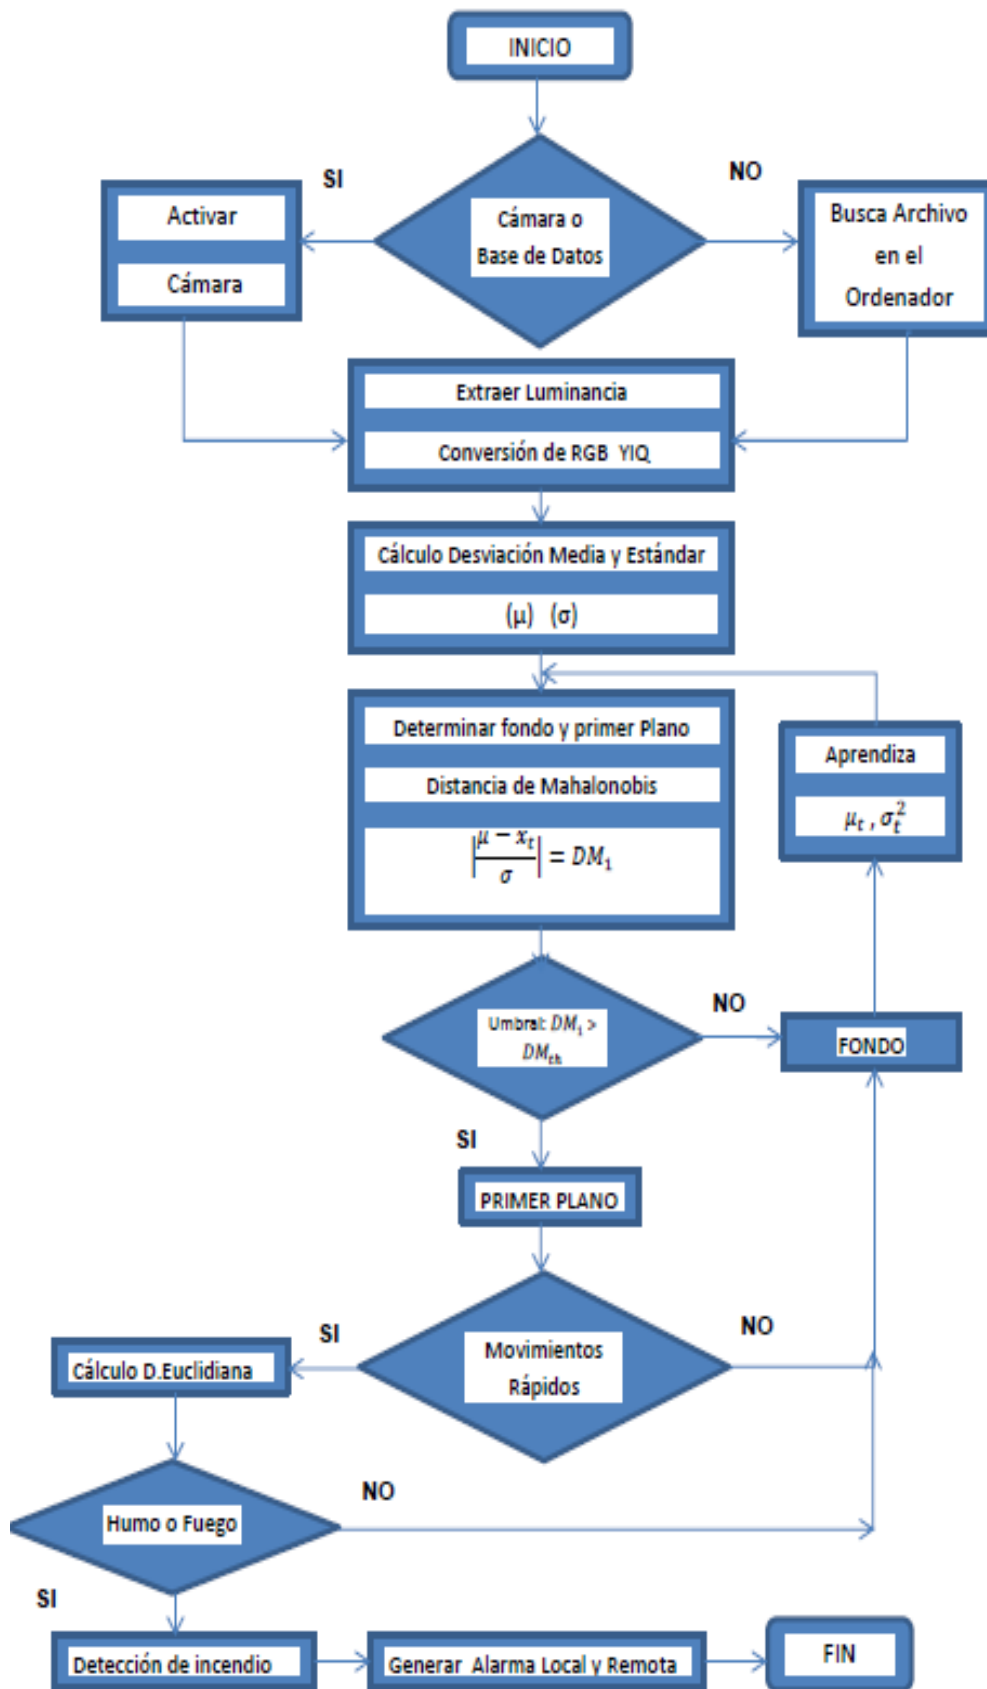 INICIO
SI
NO
Cámara o
Base de Datos
Activar
Cámara
Busca Archivo
en el
Ordenador
Extraer Luminancia
Conversión de RGB YIQ
Cálculo Desviación Media y Estándar
(μ) (σ)
Determinar fondo y primer Plano
Distancia de Mahalonobis
|μ − xₜ / σ| = DM₁
Aprendiza
μₜ , σₜ²
Umbral: DM₁ >
DMₜₕ
NO
FONDO
SI
PRIMER PLANO
Movimientos
Rápidos
SI
NO
Cálculo D.Euclidiana
Humo o Fuego
NO
SI
Detección de incendio
Generar Alarma Local y Remota
FIN